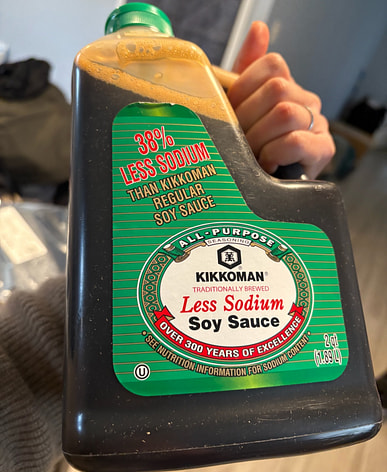 38%
LESS SODIUM
THAN KIKKOMAN
REGULAR
SOY SAUCE
ALL-PURPOSE
SEASONING
KIKKOMAN®
TRADITIONALLY BREWED
Less Sodium
Soy Sauce
OVER 300 YEARS OF EXCELLENCE
•SEE NUTRITION INFORMATION FOR SODIUM CONTENT•
2 qt
(1.89 L)
U